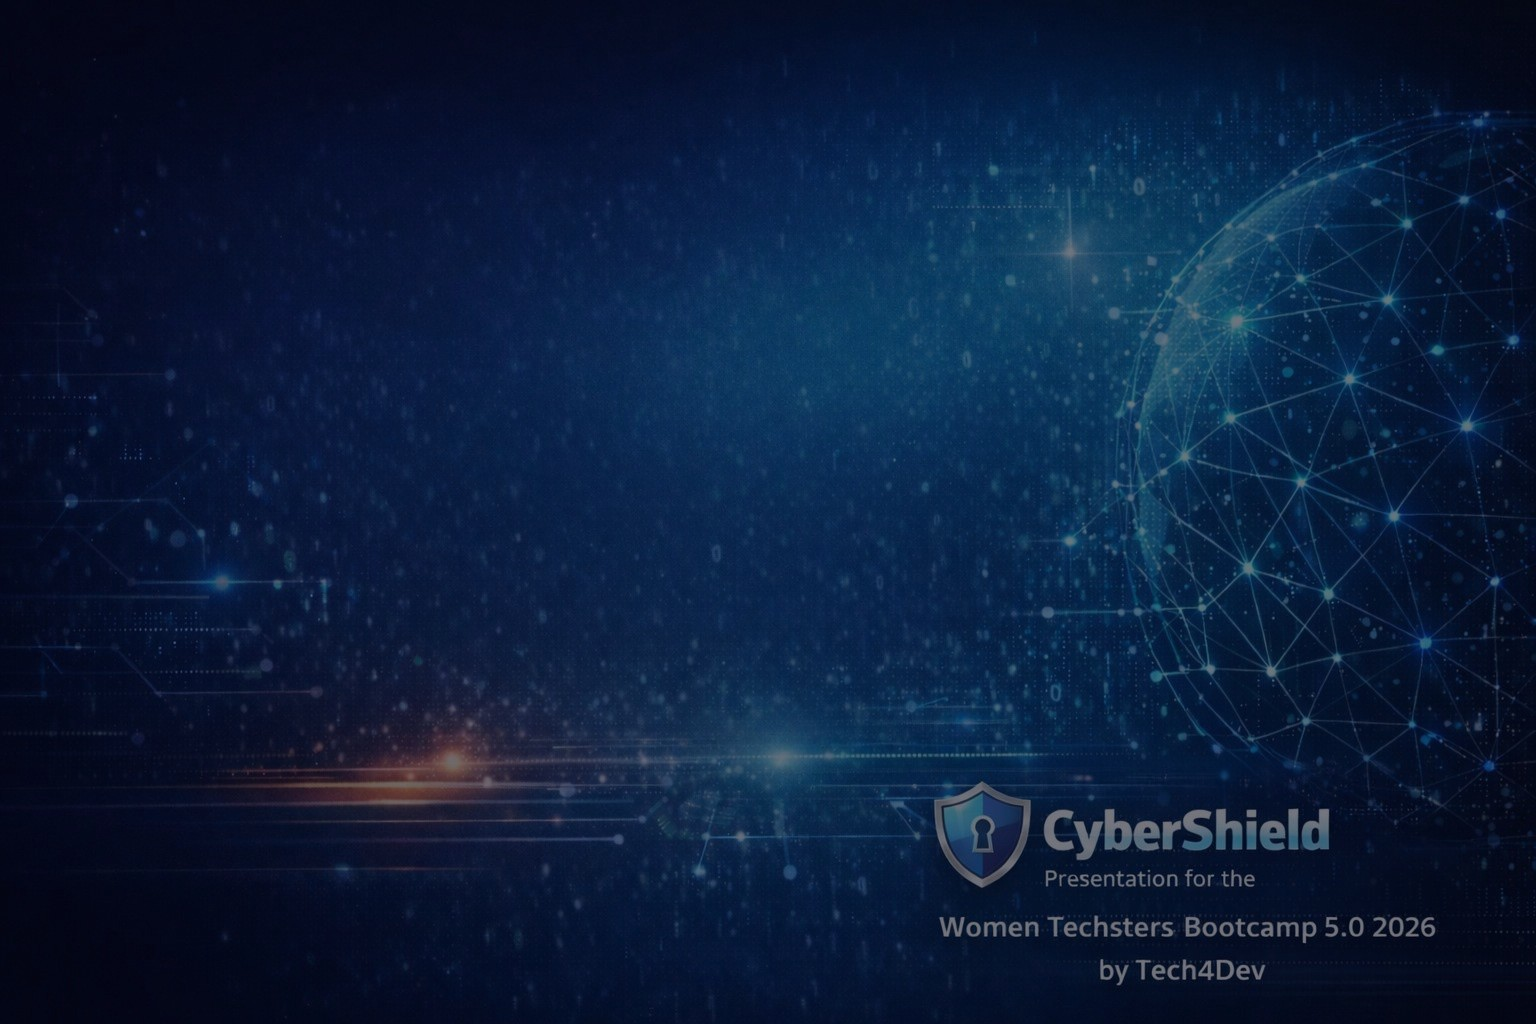 CyberShield
Presentation for the
Women Techsters Bootcamp 5.0 2026
by Tech4Dev